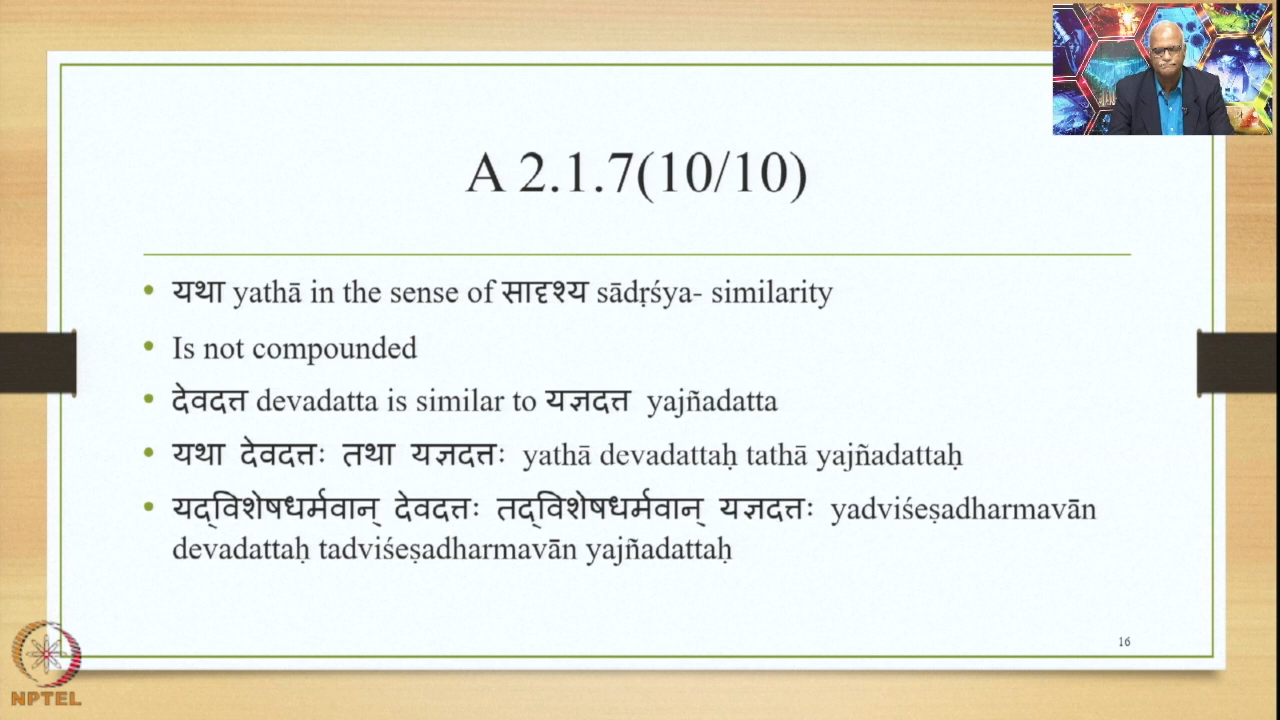 A 2.1.7(10/10)
• यथा yathā in the sense of सादृश्य sādṛśya- similarity
• Is not compounded
• देवदत्त devadatta is similar to यज्ञदत्त yajñadatta
• यथा देवदत्तः तथा यज्ञदत्तः yathā devadattaḥ tathā yajñadattaḥ
• यद्विशेषधर्मवान् देवदत्तः तद्विशेषधर्मवान् यज्ञदत्तः yadviśeṣadharmavān
devadattaḥ tadviśeṣadharmavān yajñadattaḥ
16
NPTEL